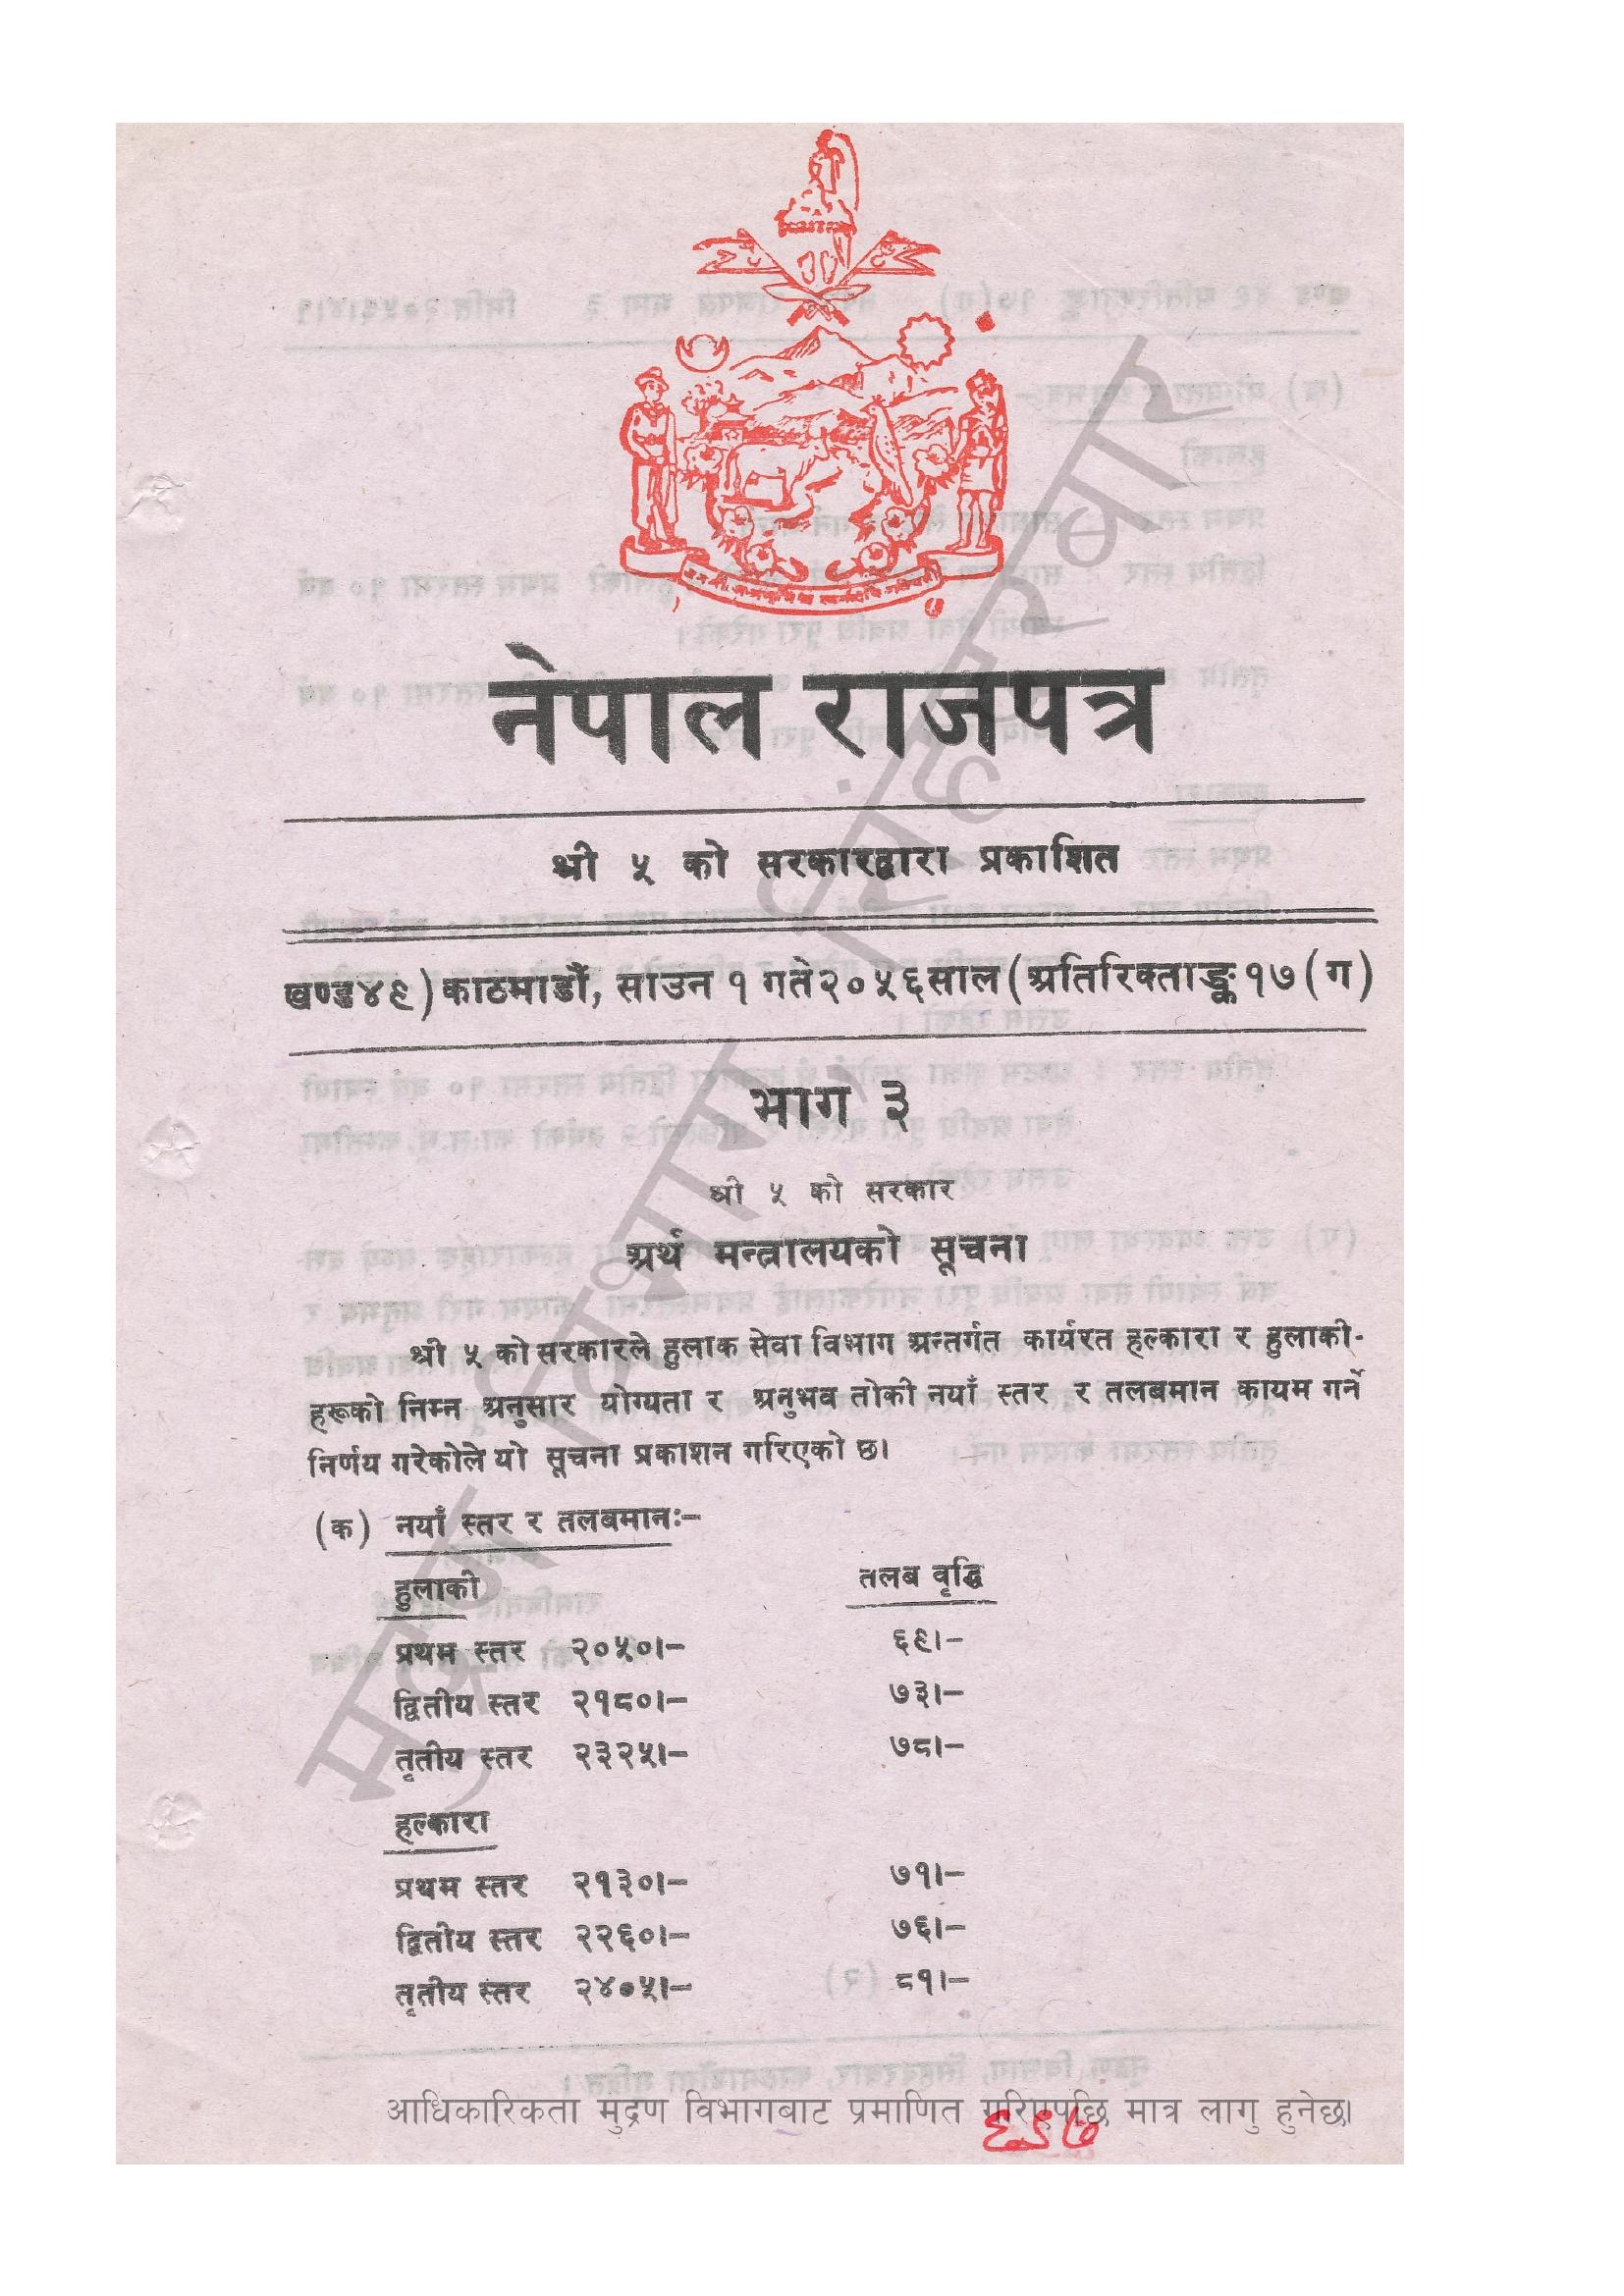 नेपाल राजपत्र
श्री ५ को सरकारद्वारा प्रकाशित
खण्ड४९) काठमाडौं, साउन १ गते२०५६साल (अतिरिक्ताङ्क१७(ग)
भाग ३
श्री ५ को सरकार
अर्थ मन्त्रालयको सूचना
श्री ५ को सरकारले हुलाक सेवा विभाग अन्तर्गत कार्यरत हल्कारा र हुलाकी-
हरूको निम्न अनुसार योग्यता र अनुभव तोकी नयाँ स्तर र तलबमान कायम गर्ने
निर्णय गरेकोले यो सूचना प्रकाशन गरिएको छ।
(क) नयाँ स्तर र तलबमानः-
हुलाकी तलब वृद्धि
प्रथम स्तर २०५०।- ६९।-
द्वितीय स्तर २१८०।- ७३।-
तृतीय स्तर २३२५।- ७८।-
हल्कारा
प्रथम स्तर २१३०।- ७१।-
द्वितीय स्तर २२६०।- ७६।-
तृतीय स्तर २४०५।- ८१।-
आधिकारिकता मुद्रण विभागबाट प्रमाणित गरिएपछि मात्र लागु हुनेछ।
मुद्रण विभाग, सिंहदरबार